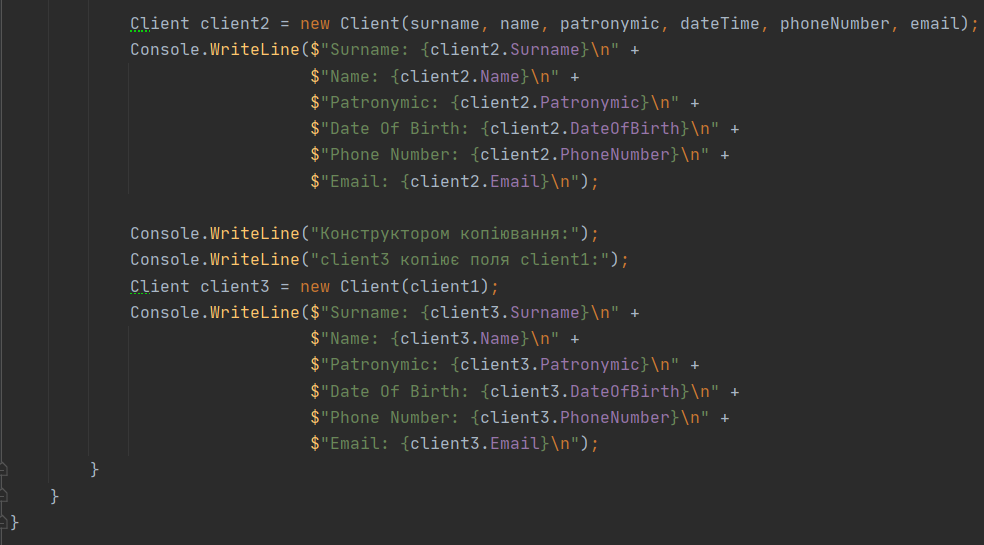 Client client2 = new Client(surname, name, patronymic, dateTime, phoneNumber, email);
Console.WriteLine($"Surname: {client2.Surname}\n" +
$"Name: {client2.Name}\n" +
$"Patronymic: {client2.Patronymic}\n" +
$"Date Of Birth: {client2.DateOfBirth}\n" +
$"Phone Number: {client2.PhoneNumber}\n" +
$"Email: {client2.Email}\n");
Console.WriteLine("Конструктором копіювання:");
Console.WriteLine("client3 копіює поля client1:");
Client client3 = new Client(client1);
Console.WriteLine($"Surname: {client3.Surname}\n" +
$"Name: {client3.Name}\n" +
$"Patronymic: {client3.Patronymic}\n" +
$"Date Of Birth: {client3.DateOfBirth}\n" +
$"Phone Number: {client3.PhoneNumber}\n" +
$"Email: {client3.Email}\n");
}
}
}